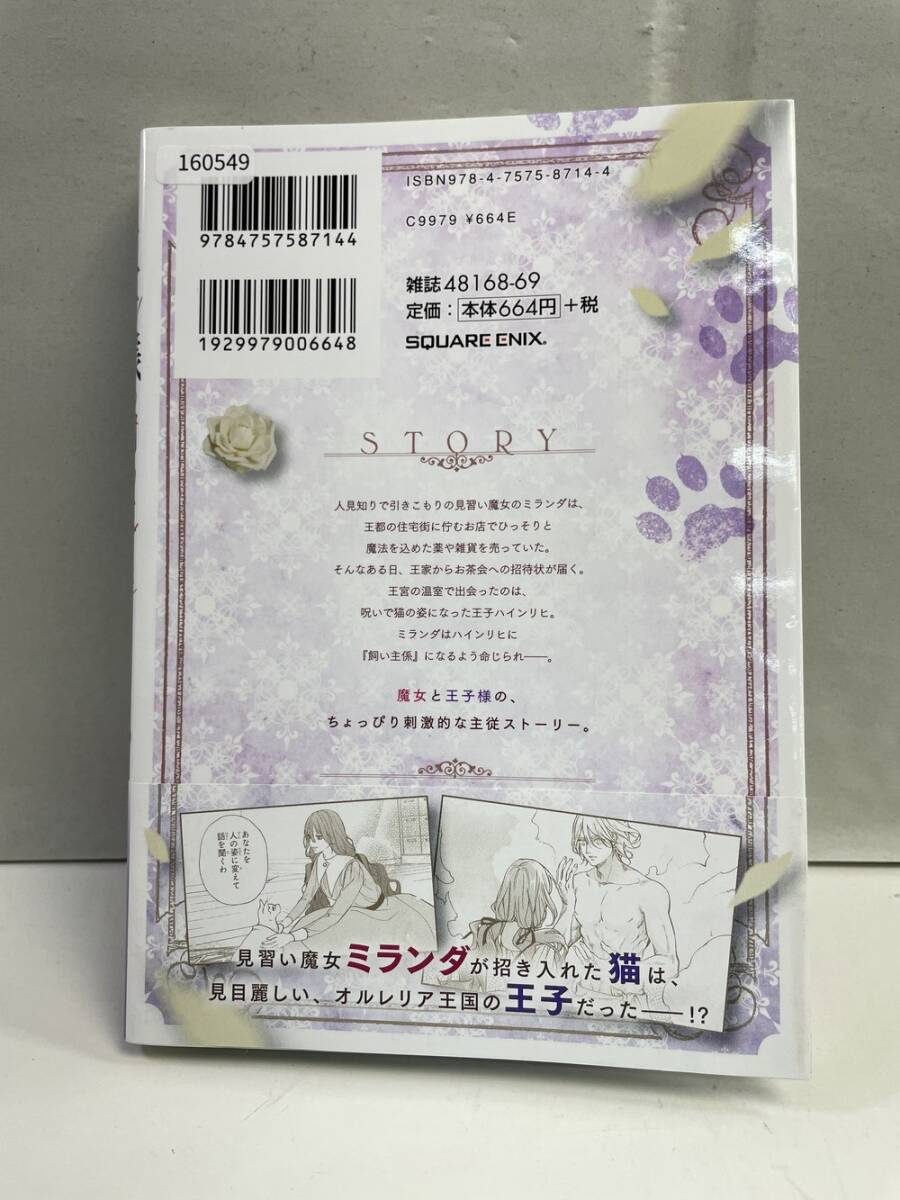 160549
9784757587144
1929979006648
ISBN978-4-7575-8714-4
C9979 ¥664E
雑誌48168-69
定価：本体664円+税
SQUARE ENIX.
STORY
人見知りで引きこもりの見習い魔女のミランダは、
王都の住宅街に佇むお店でひっそりと
魔法を込めた薬や雑貨を売っていた。
そんなある日、王家からお茶会への招待状が届く。
王宮の温室で出会ったのは、
呪いで猫の姿になった王子ハインリヒ。
ミランダはハインリヒに
『飼い主係』になるよう命じられ──。
魔女と王子様の、
ちょっぴり刺激的な主従ストーリー。
あなたを
人の姿に変えて
話を聞くわ
見習い魔女ミランダが招き入れた猫は、
見目麗しい、オルレリア王国の王子だった──!?